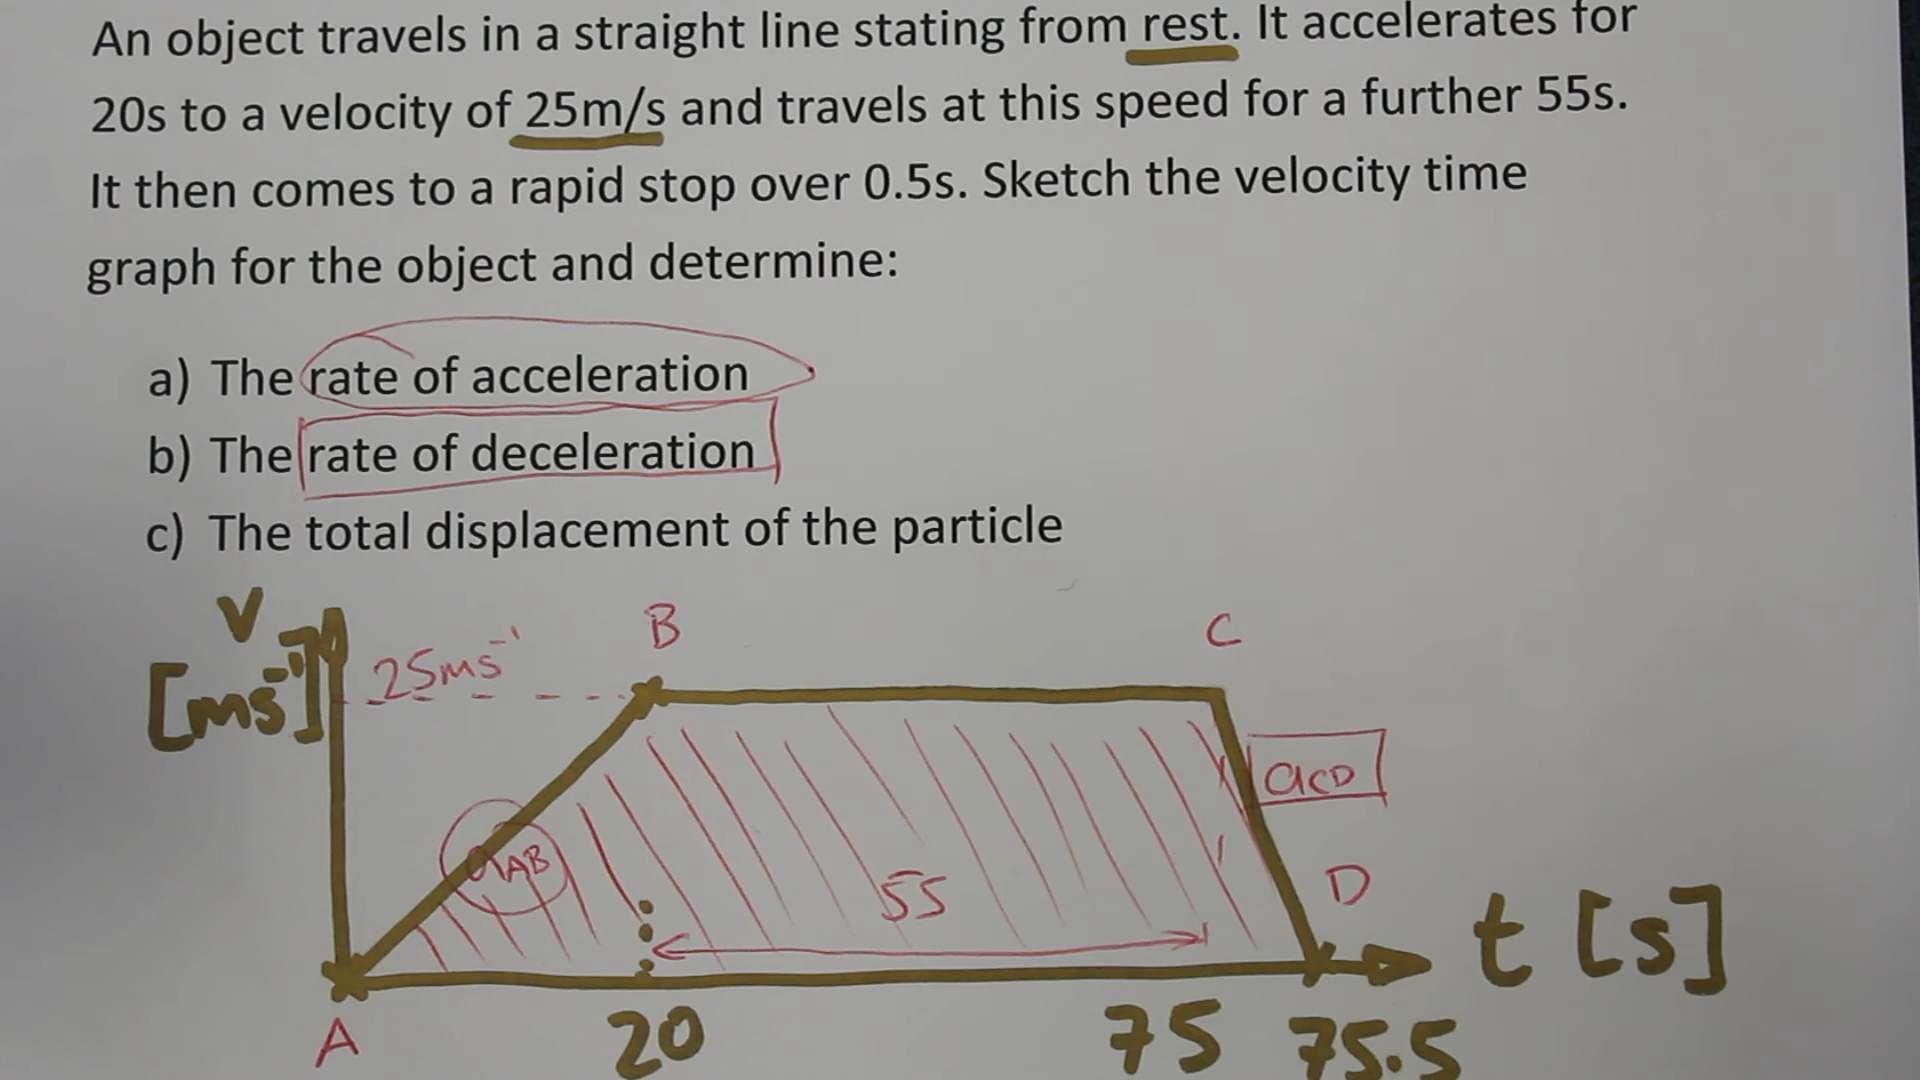 An object travels in a straight line stating from rest. It accelerates for
20s to a velocity of 25m/s and travels at this speed for a further 55s.
It then comes to a rapid stop over 0.5s. Sketch the velocity time
graph for the object and determine:
a) The rate of acceleration
b) The rate of deceleration
c) The total displacement of the particle
V
[ms⁻¹]
25ms⁻¹
B
C
aCD
aAB
55
D
t [s]
A
20
75
75.5